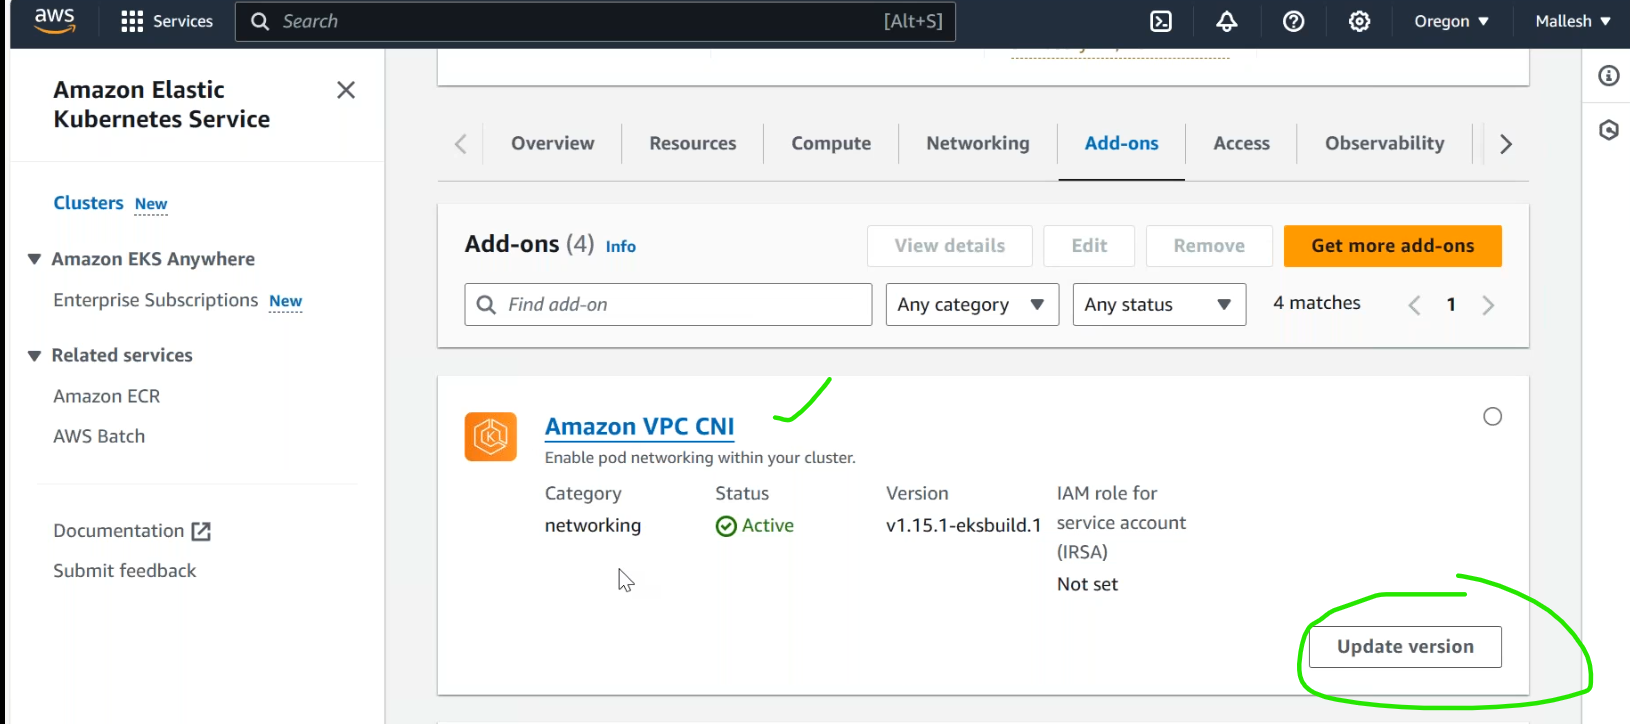 aws
Services
Search
[Alt+S]
Oregon
Mallesh
Amazon Elastic
Kubernetes Service
Clusters New
Amazon EKS Anywhere
Enterprise Subscriptions New
Related services
Amazon ECR
AWS Batch
Documentation
Submit feedback
Overview
Resources
Compute
Networking
Add-ons
Access
Observability
Add-ons (4) Info
View details
Edit
Remove
Get more add-ons
Find add-on
Any category
Any status
4 matches
1
Amazon VPC CNI
Enable pod networking within your cluster.
Category
networking
Status
Active
Version
v1.15.1-eksbuild.1
IAM role for
service account
(IRSA)
Not set
Update version